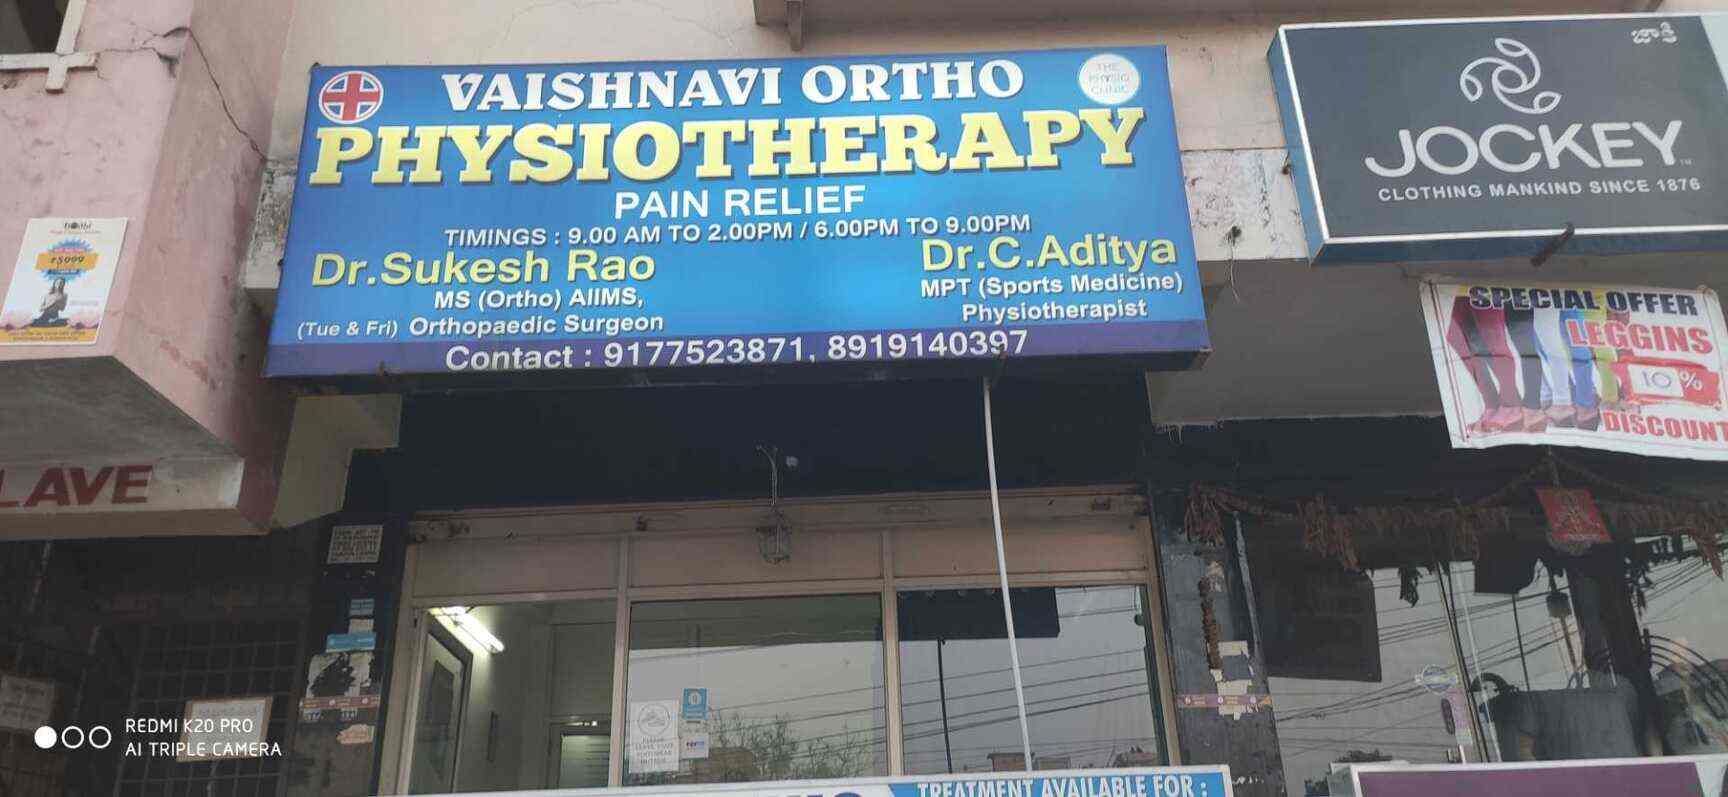 VAISHNAVI ORTHO
THE
PHYSIO
CLINIC
PHYSIOTHERAPY
PAIN RELIEF
TIMINGS : 9.00 AM TO 2.00PM / 6.00PM TO 9.00PM
Dr.Sukesh Rao
MS (Ortho) AIIMS,
(Tue & Fri) Orthopaedic Surgeon
Dr.C.Aditya
MPT (Sports Medicine)
Physiotherapist
Contact : 9177523871, 8919140397
జాకీ
JOCKEY
CLOTHING MANKIND SINCE 1876
SPECIAL OFFER
LEGGINS
10 %
DISCOUNT
₹5999
LAVE
TREATMENT AVAILABLE FOR :
REDMI K20 PRO
AI TRIPLE CAMERA